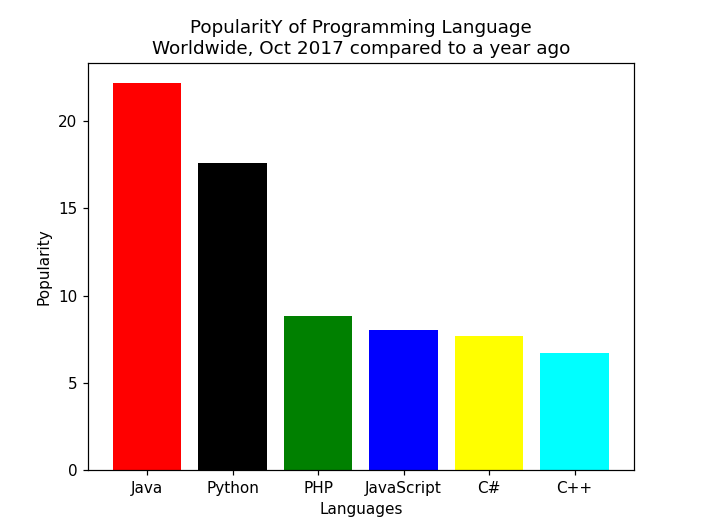 PopularitY of Programming Language
Worldwide, Oct 2017 compared to a year ago
Popularity
20
15
10
5
0
Java Python PHP JavaScript C# C++
Languages